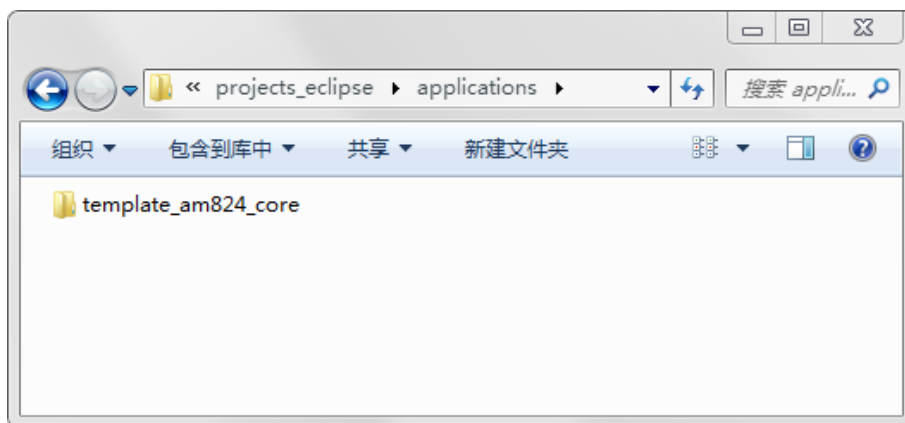 « projects_eclipse applications 搜索 appli...
组织 包含到库中 共享 新建文件夹
template_am824_core